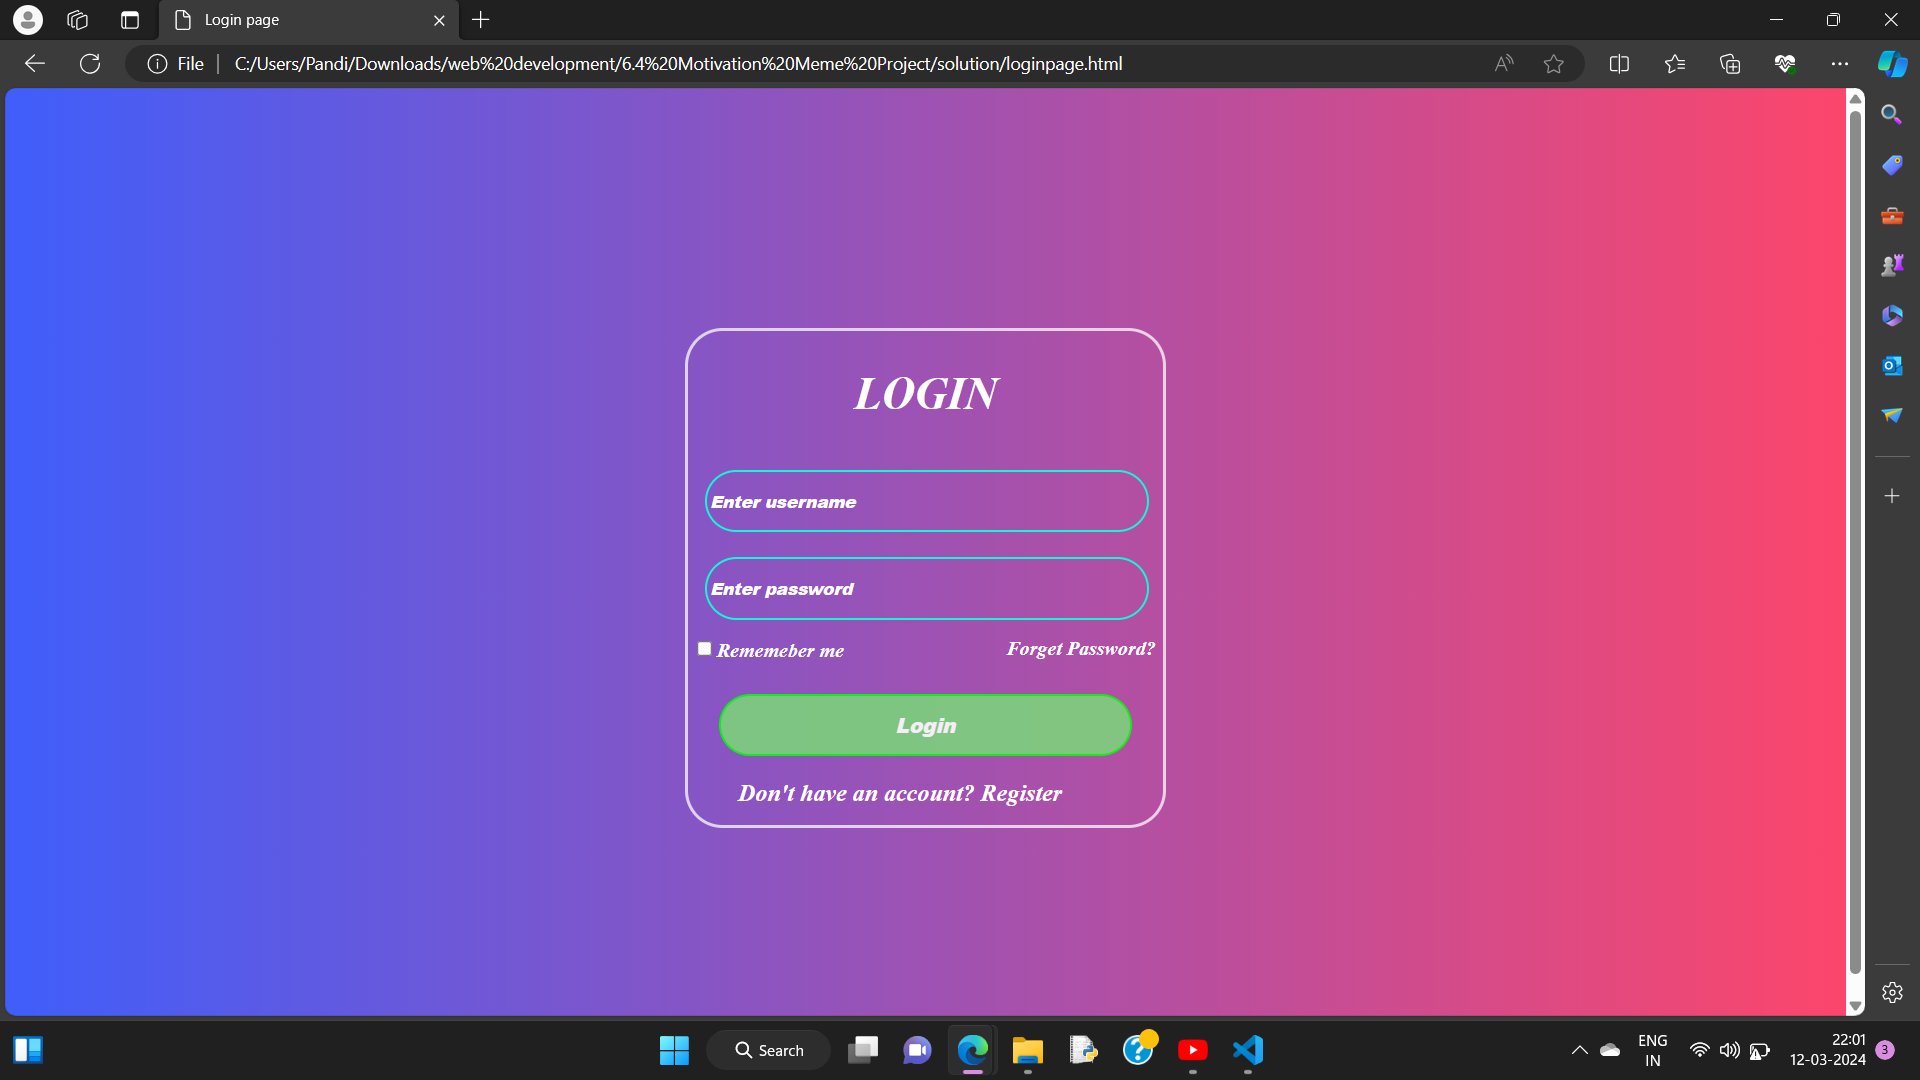 Login page
File
C:/Users/Pandi/Downloads/web%20development/6.4%20Motivation%20Meme%20Project/solution/loginpage.html
LOGIN
Enter username
Enter password
Rememeber me
Forget Password?
Login
Don't have an account? Register
Search
ENG
IN
22:01
12-03-2024
3